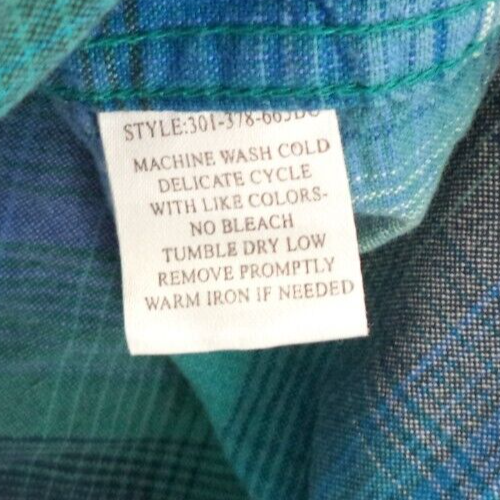 STYLE:301-378-665DC
MACHINE WASH COLD
DELICATE CYCLE
WITH LIKE COLORS-
NO BLEACH
TUMBLE DRY LOW
REMOVE PROMPTLY
WARM IRON IF NEEDED